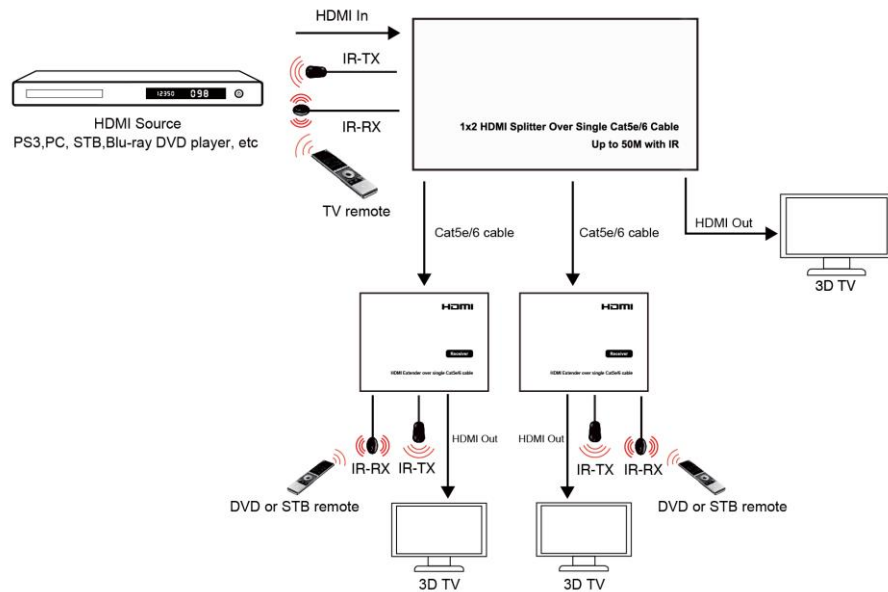 HDMI In
IR-TX
12350 098
HDMI Source
PS3,PC, STB,Blu-ray DVD player, etc
IR-RX
1x2 HDMI Splitter Over Single Cat5e/6 Cable
Up to 50M with IR
TV remote
Cat5e/6 cable
Cat5e/6 cable
HDMI Out
3D TV
HDMI
HDMI
Receiver
Receiver
HDMI Extender over single Cat5e/6 cable
HDMI Extender over single Cat5e/6 cable
HDMI Out
HDMI Out
IR-RX
IR-TX
IR-TX
IR-RX
DVD or STB remote
DVD or STB remote
3D TV
3D TV